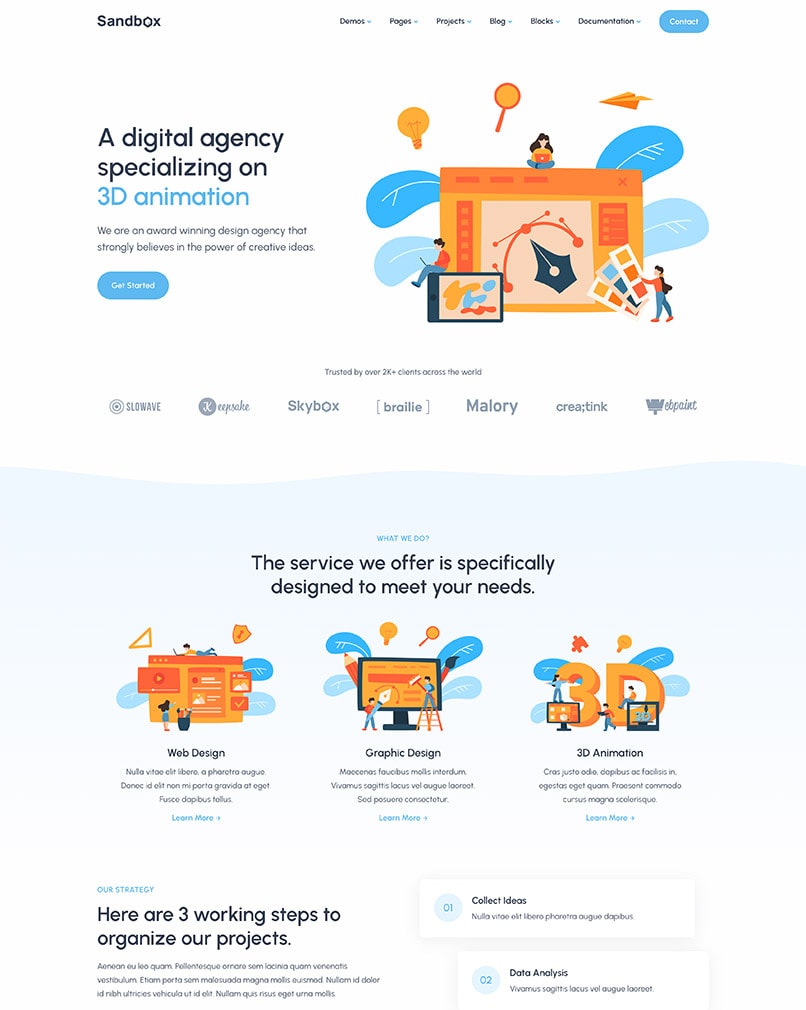 Sandbox
Demos
Pages
Projects
Blog
Blocks
Documentation
Contact
A digital agency
specializing on
3D animation
We are an award winning design agency that
strongly believes in the power of creative ideas.
Get Started
Trusted by over 2K+ clients across the world
SLOWAVE
Keepsake
Skybox
[ brailie ]
Malory
crea;tink
Webpaint
WHAT WE DO?
The service we offer is specifically
designed to meet your needs.
3D
3D
Web Design
Graphic Design
3D Animation
Nulla vitae elit libero, a pharetra augue.
Donec id elit non mi porta gravida at eget.
Fusce dapibus tellus.
Maecenas faucibus mollis interdum.
Vivamus sagittis lacus vel augue laoreet.
Sed posuere consectetur.
Cras justo odio, dapibus ac facilisis in,
egestas eget quam. Praesent commodo
cursus magna scelerisque.
Learn More →
Learn More →
Learn More →
OUR STRATEGY
Here are 3 working steps to
organize our projects.
Aenean eu leo quam. Pellentesque ornare sem lacinia quam venenatis
vestibulum. Etiam porta sem malesuada magna mollis euismod. Nullam id dolor
id nibh ultricies vehicula ut id elit. Nullam quis risus eget urna mollis.
01
Collect Ideas
Nulla vitae elit libero pharetra augue dapibus.
02
Data Analysis
Vivamus sagittis lacus vel augue laoreet.